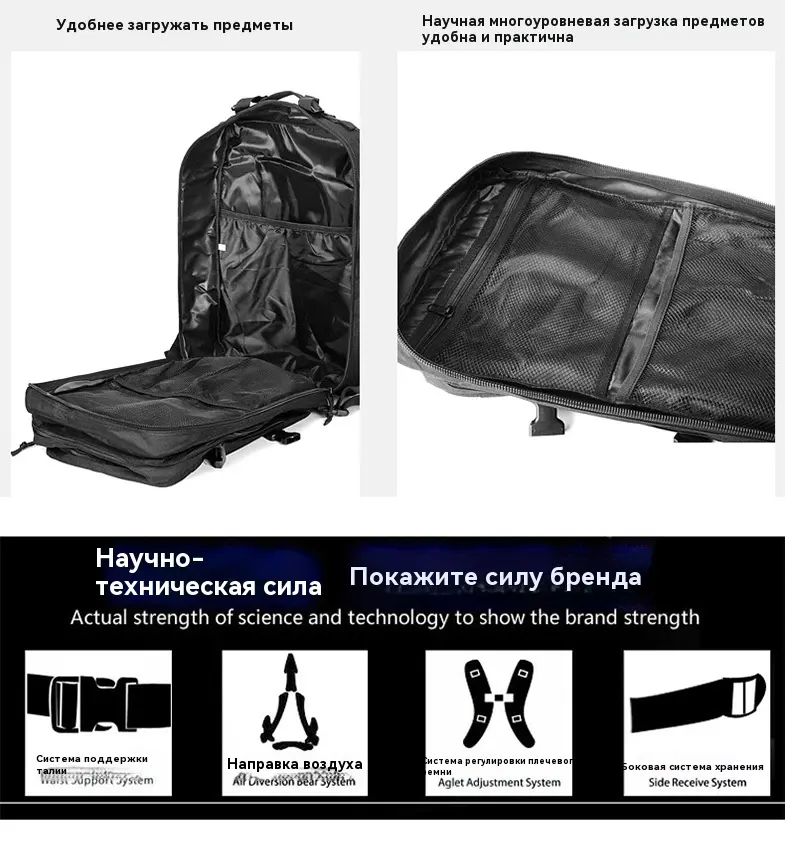 Удобнее загружать предметы
Научная многоуровневая загрузка предметов
удобна и практична
Научно-
техническая сила
Покажите силу бренда
Actual strength of science and technology to show the brand strength
Система поддержки
талии
Waist Support System
Направка воздуха
Air Diversion Bear System
Система регулировки плечевог
ремни
Aglet Adjustment System
Боковая система хранения
Side Receive System